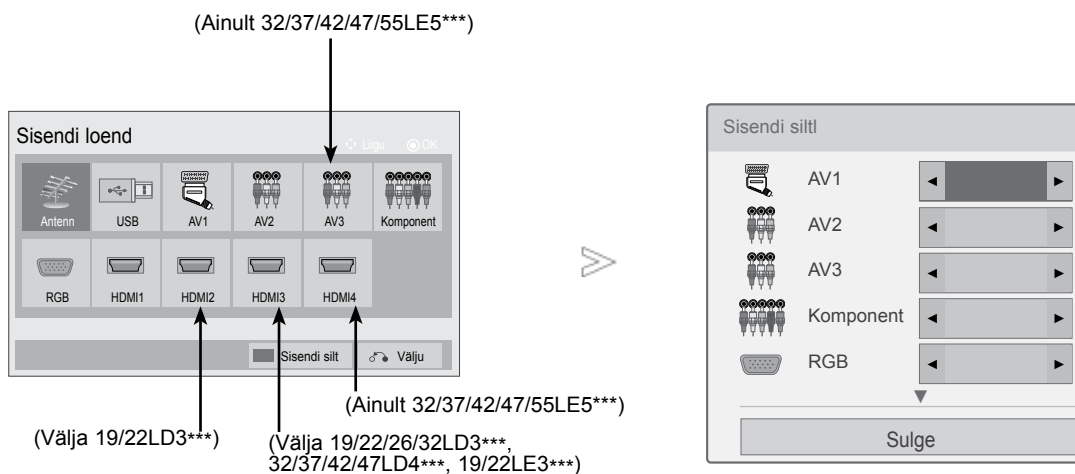 (Ainult 32/37/42/47/55LE5***)
Sisendi loend
Liigu OK
Antenn USB AV1 AV2 AV3 Komponent
RGB HDMI1 HDMI2 HDMI3 HDMI4
Sisendi silt Välju
(Ainult 32/37/42/47/55LE5***)
(Välja 19/22LD3***)
(Välja 19/22/26/32LD3***,
32/37/42/47LD4***, 19/22LE3***)
Sisendi siltl
AV1
AV2
AV3
Komponent
RGB
Sulge